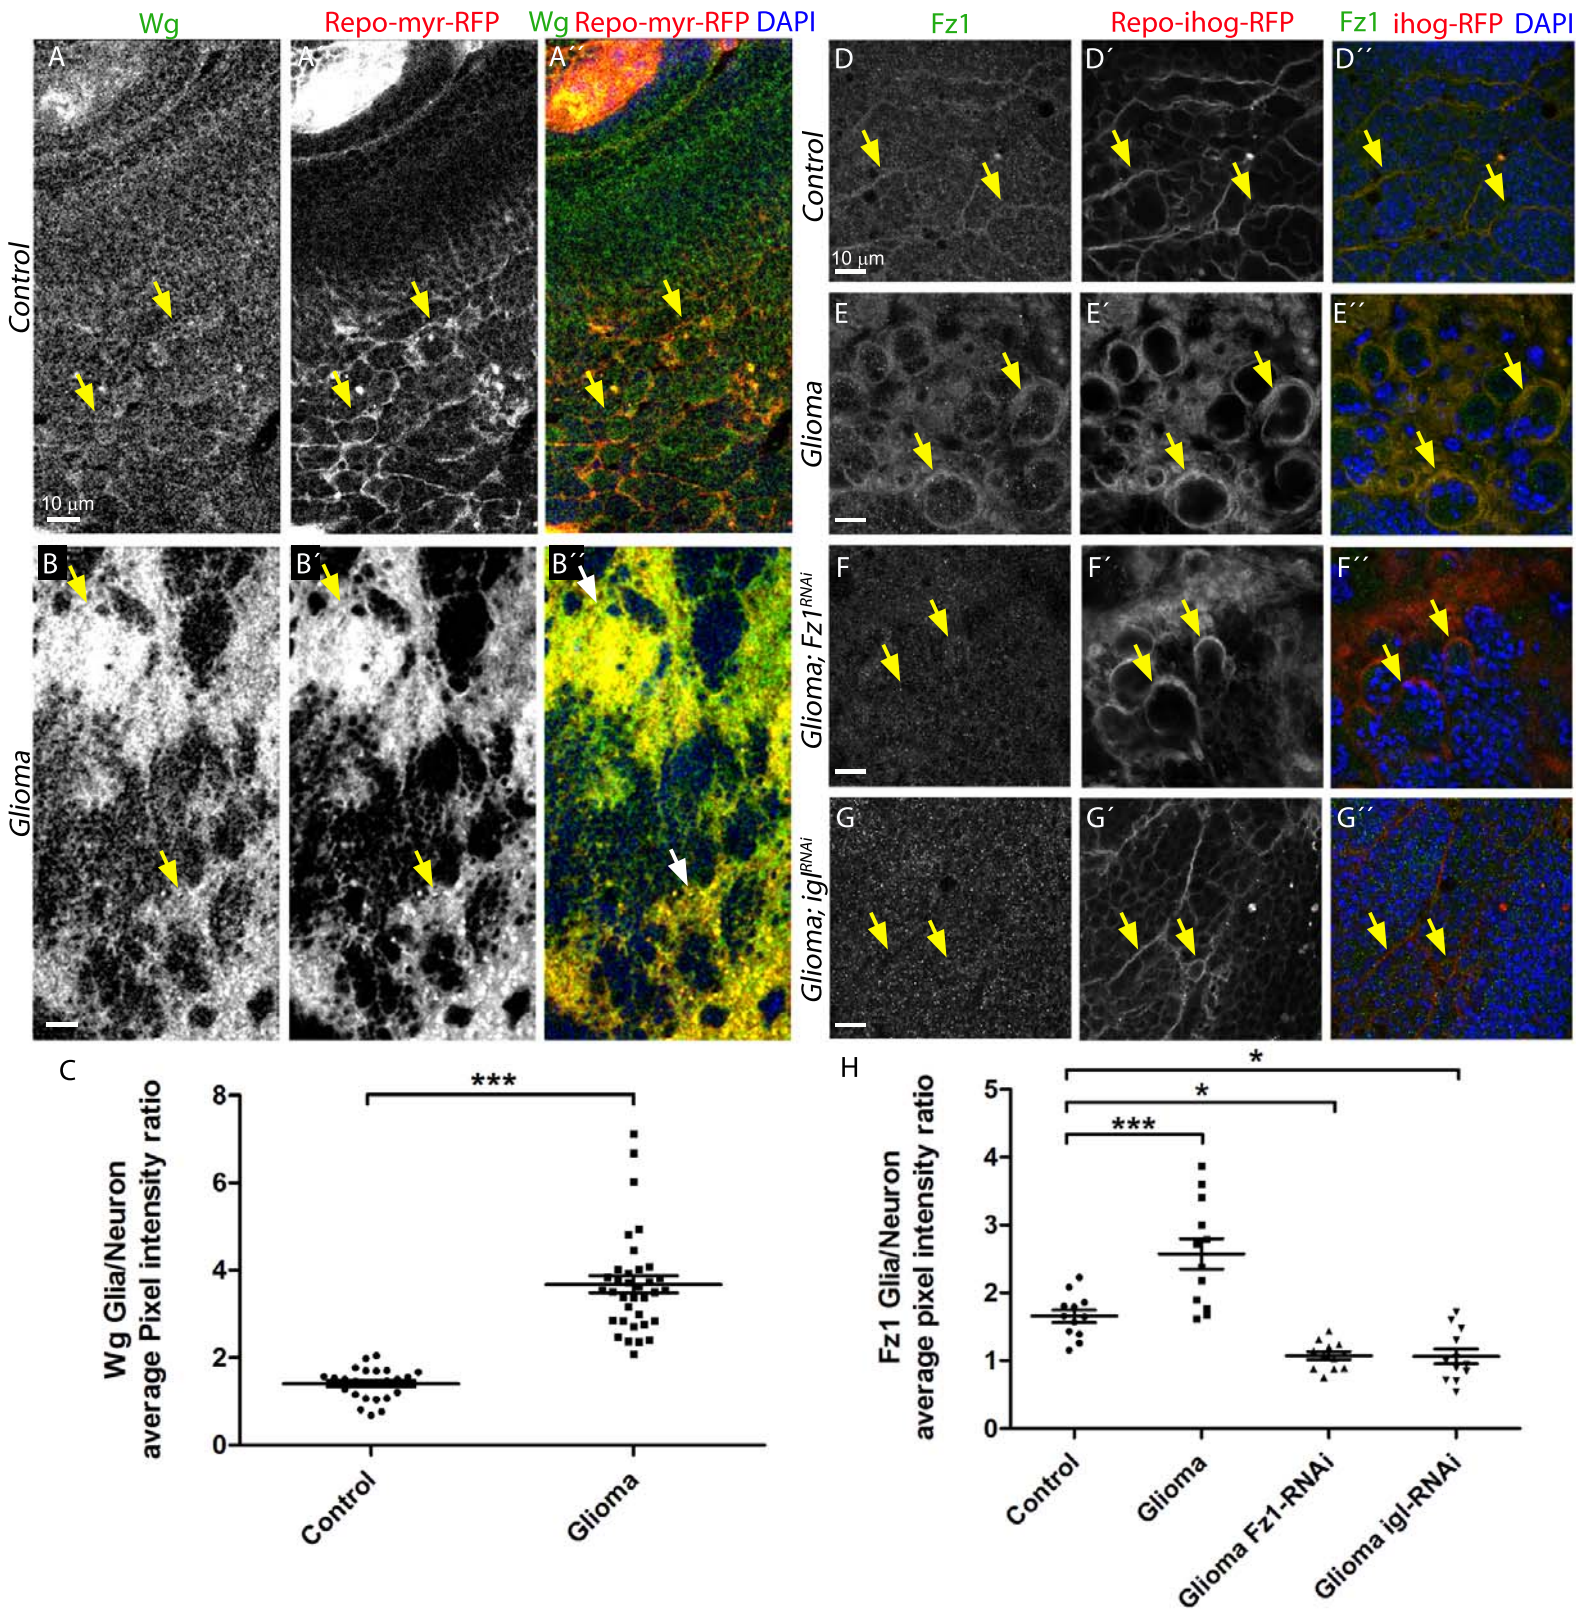 Wg
Repo-myr-RFP
Wg Repo-myr-RFP DAPI
Fz1
Repo-ihog-RFP
Fz1 ihog-RFP DAPI
Control
A
A´
A´´
10 µm
Glioma
B
B´
B´´
Control
D
D´
D´´
10 µm
Glioma
E
E´
E´´
Glioma; Fz1RNAi
F
F´
F´´
Glioma; iglRNAi
G
G´
G´´
C
Wg Glia/Neuron
average Pixel intensity ratio
8
6
4
2
0
***
Control
Glioma
H
Fz1 Glia/Neuron
average pixel intensity ratio
5
4
3
2
1
0
*
*
***
Control
Glioma
Glioma Fz1-RNAi
Glioma igl-RNAi